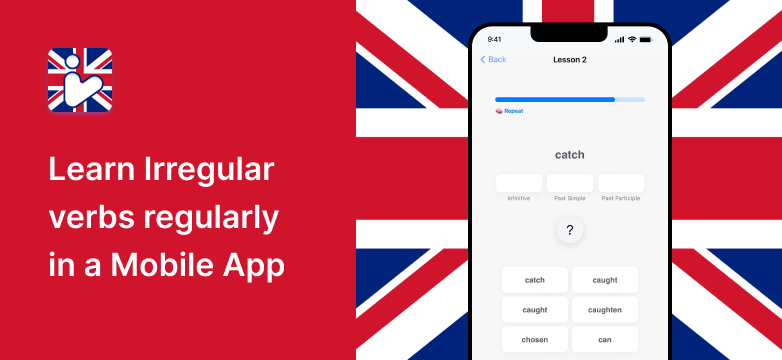 Learn Irregular
verbs regularly
in a Mobile App
9:41
Back
Lesson 2
Repeat
catch
Infinitive
Past Simple
Past Participle
?
catch
caught
caught
caughten
chosen
can